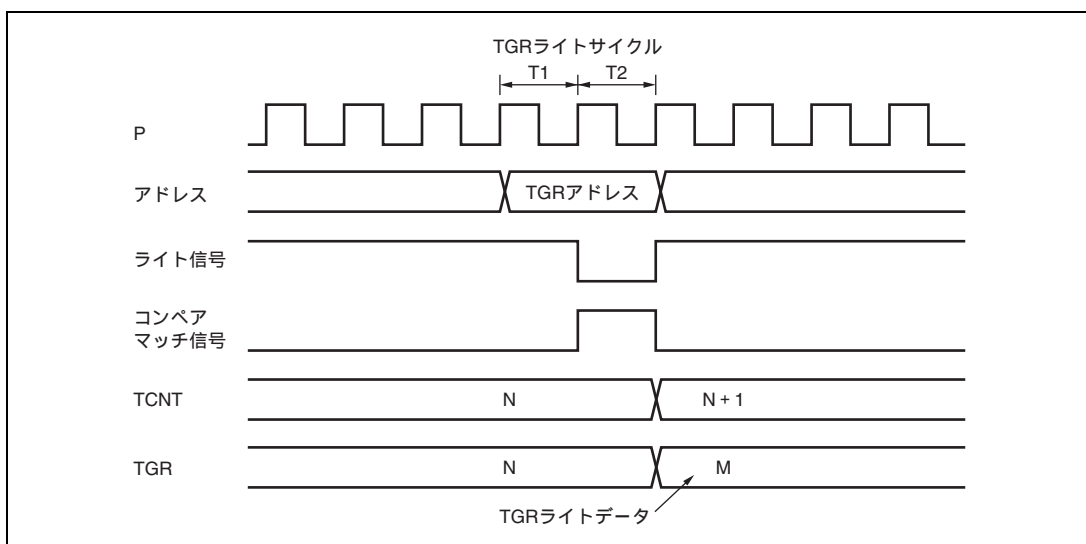 TGRライトサイクル
T1 T2
P
アドレス TGRアドレス
ライト信号
コンペア
マッチ信号
TCNT N N + 1
TGR N M
TGRライトデータ